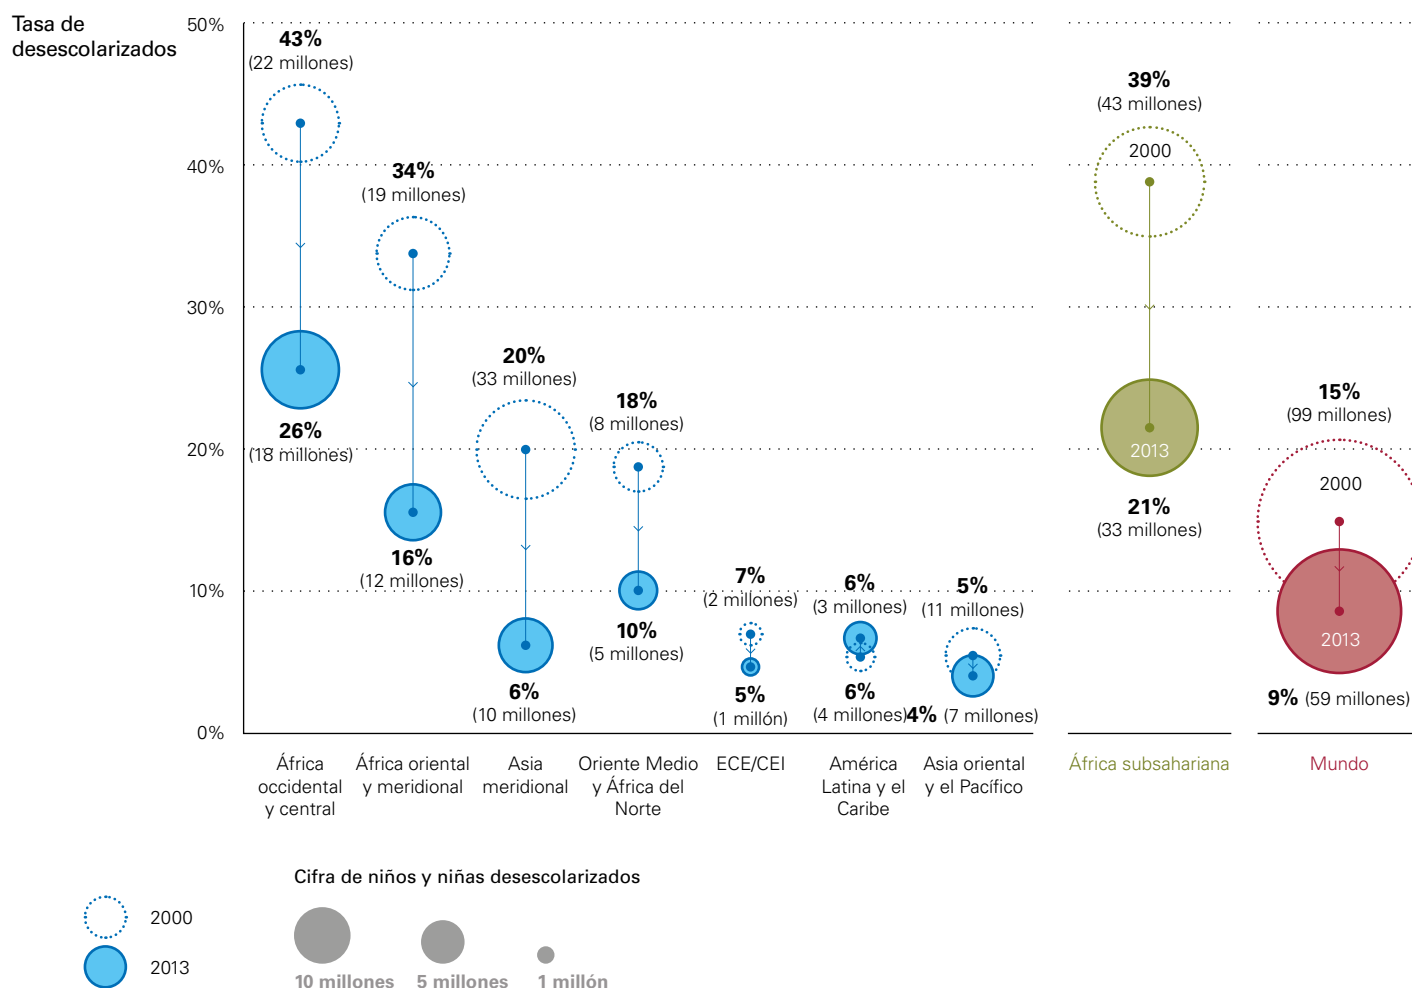 Tasa de
desescolarizados
50%
40%
30%
20%
10%
0%
43%
(22 millones)
26%
(18 millones)
34%
(19 millones)
16%
(12 millones)
20%
(33 millones)
6%
(10 millones)
18%
(8 millones)
10%
(5 millones)
7%
(2 millones)
5%
(1 millón)
6%
(3 millones)
6%
(4 millones)
5%
(11 millones)
4% (7 millones)
39%
(43 millones)
2000
2013
21%
(33 millones)
15%
(99 millones)
2000
2013
9% (59 millones)
África
occidental
y central
África oriental
y meridional
Asia
meridional
Oriente Medio
y África del
Norte
ECE/CEI
América
Latina y el
Caribe
Asia oriental
y el Pacífico
África subsahariana
Mundo
2000
2013
Cifra de niños y niñas desescolarizados
10 millones
5 millones
1 millón